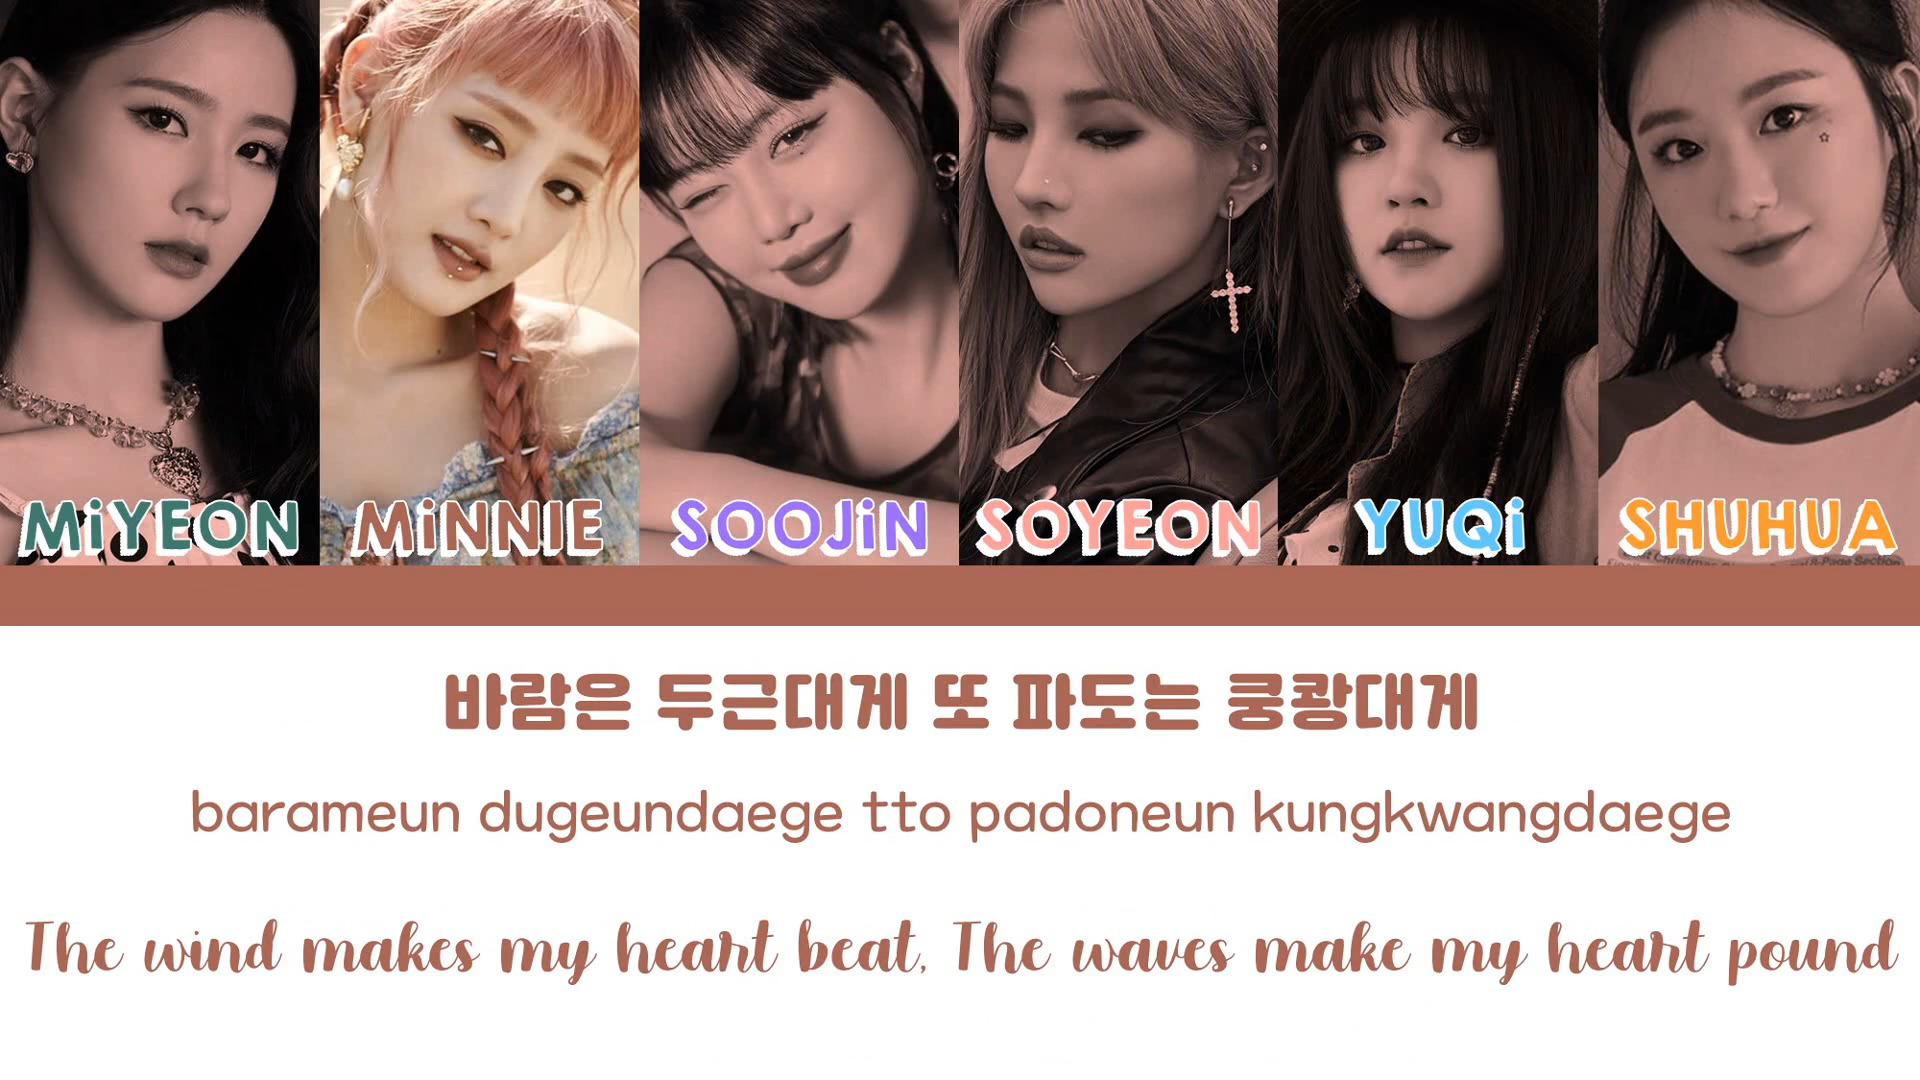 MiYEON MiNNIE SOOJiN SOYEON YUQi SHUHUA
바람은 두근대게 또 파도는 쿵쾅대게
barameun dugeundaege tto padoneun kungkwangdaege
The wind makes my heart beat, The waves make my heart pound